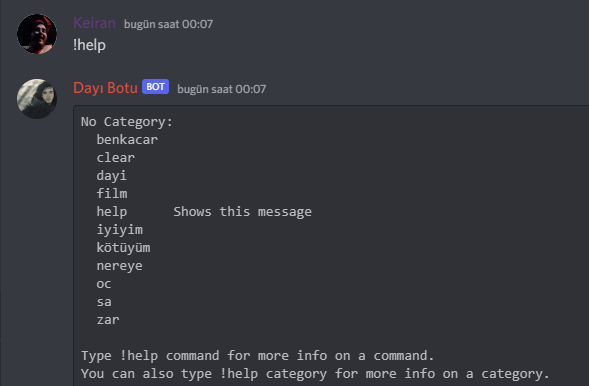 Keiran bugün saat 00:07
!help
Dayı Botu BOT bugün saat 00:07
No Category:
benkacar
clear
dayi
film
help Shows this message
iyiyim
kötüyüm
nereye
oc
sa
zar
Type !help command for more info on a command.
You can also type !help category for more info on a category.